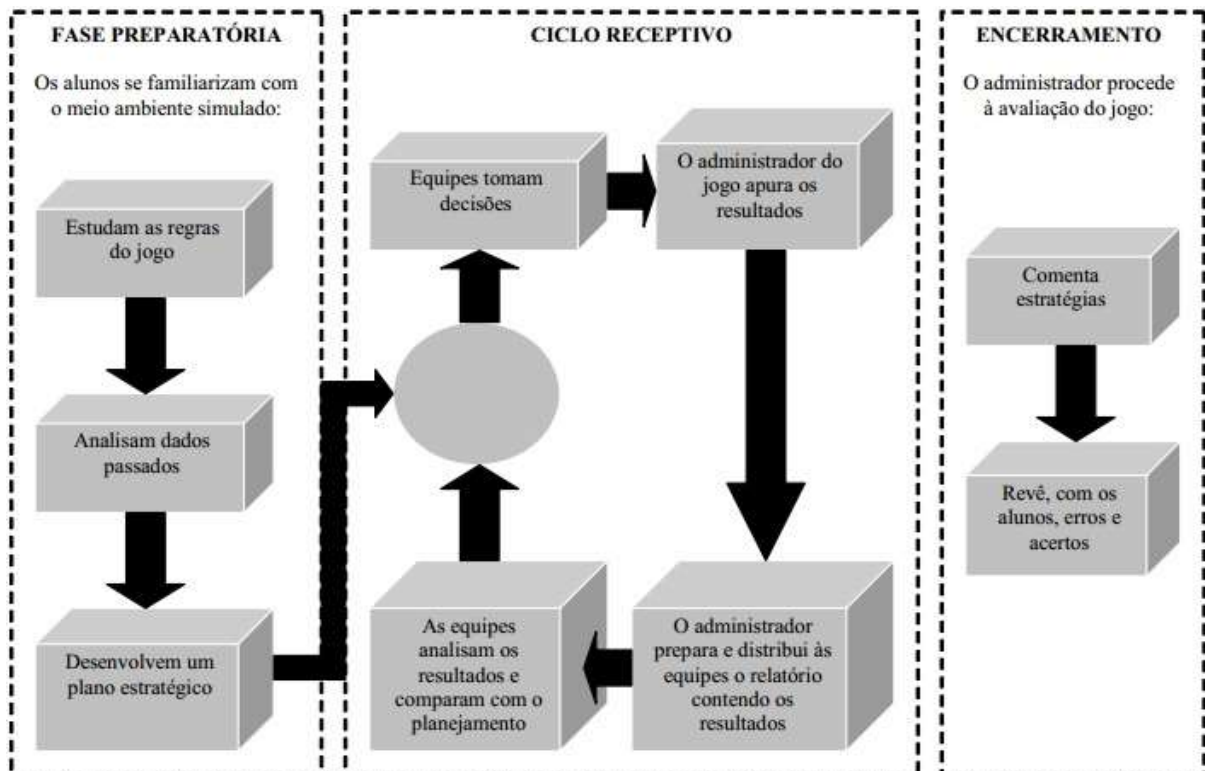 FASE PREPARATÓRIA
Os alunos se familiarizam com
o meio ambiente simulado:
Estudam as regras
do jogo
Analisam dados
passados
Desenvolvem um
plano estratégico
CICLO RECEPTIVO
Equipes tomam
decisões
O administrador do
jogo apura os
resultados
O administrador
prepara e distribui às
equipes o relatório
contendo os
resultados
As equipes
analisam os
resultados e
comparam com o
planejamento
ENCERRAMENTO
O administrador procede
à avaliação do jogo:
Comenta
estratégias
Revê, com os
alunos, erros e
acertos